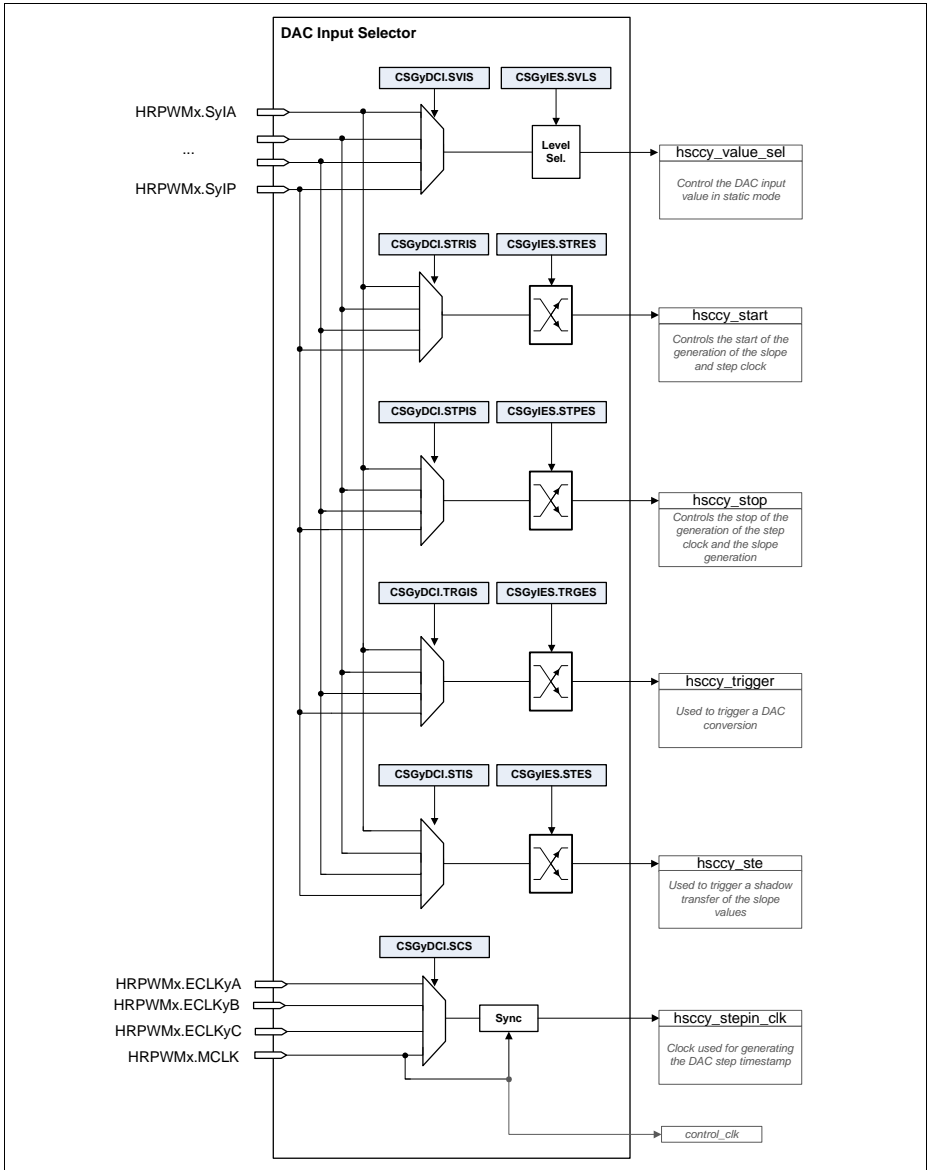 DAC Input Selector
CSGyDCI.SVIS
CSGyIES.SVLS
HRPWMx.SyIA
...
HRPWMx.SyIP
Level
Sel.
hsccy_value_sel
Control the DAC input
value in static mode
CSGyDCI.STRIS
CSGyIES.STRES
hsccy_start
Controls the start of the
generation of the slope
and step clock
CSGyDCI.STPIS
CSGyIES.STPES
hsccy_stop
Controls the stop of the
generation of the step
clock and the slope
generation
CSGyDCI.TRGIS
CSGyIES.TRGES
hsccy_trigger
Used to trigger a DAC
conversion
CSGyDCI.STIS
CSGyIES.STES
hsccy_ste
Used to trigger a shadow
transfer of the slope
values
CSGyDCI.SCS
HRPWMx.ECLKyA
HRPWMx.ECLKyB
HRPWMx.ECLKyC
HRPWMx.MCLK
Sync
hsccy_stepin_clk
Clock used for generating
the DAC step timestamp
control_clk